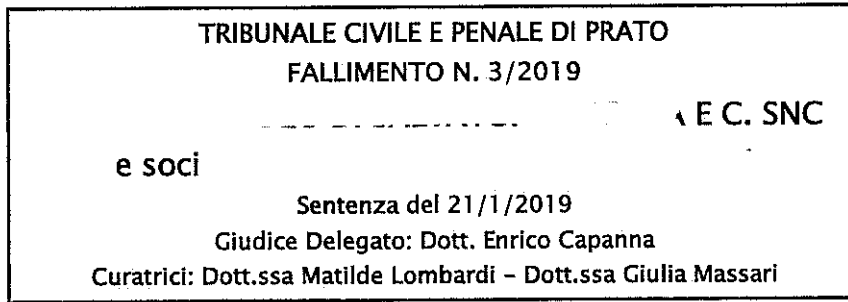 TRIBUNALE CIVILE E PENALE DI PRATO
FALLIMENTO N. 3/2019
E C. SNC
e soci
Sentenza del 21/1/2019
Giudice Delegato: Dott. Enrico Capanna
Curatrici: Dott.ssa Matilde Lombardi - Dott.ssa Giulia Massari